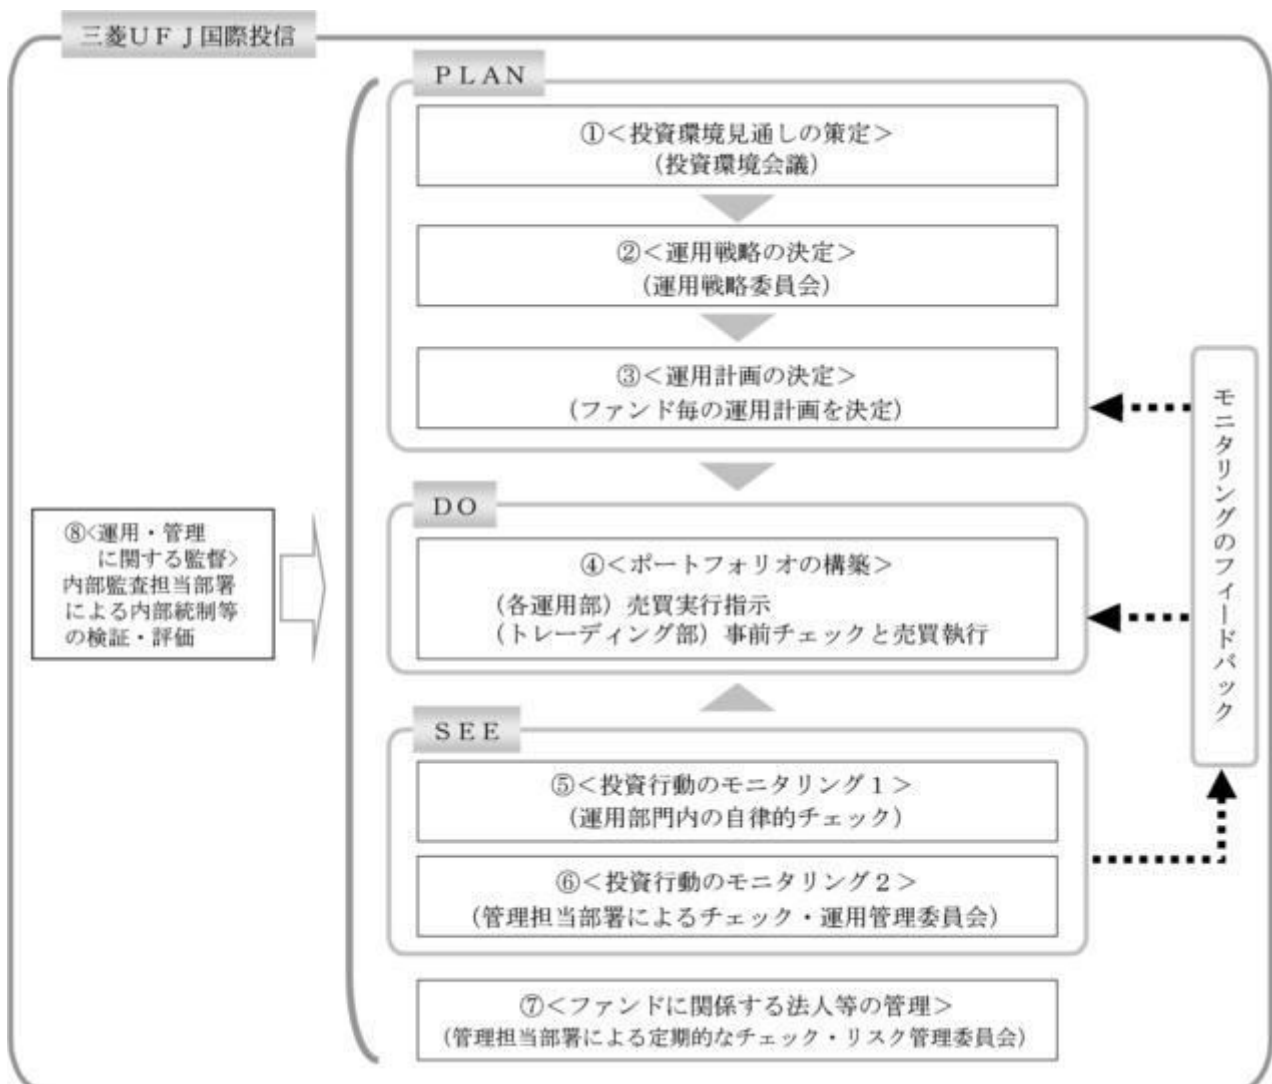 三菱ＵＦＪ国際投信
ＰＬＡＮ
①＜投資環境見通しの策定＞
（投資環境会議）
②＜運用戦略の決定＞
（運用戦略委員会）
③＜運用計画の決定＞
（ファンド毎の運用計画を決定）
ＤＯ
④＜ポートフォリオの構築＞
（各運用部）売買実行指示
（トレーディング部）事前チェックと売買執行
ＳＥＥ
⑤＜投資行動のモニタリング１＞
（運用部門内の自律的チェック）
⑥＜投資行動のモニタリング２＞
（管理担当部署によるチェック・運用管理委員会）
⑦＜ファンドに関係する法人等の管理＞
（管理担当部署による定期的なチェック・リスク管理委員会）
⑧＜運用・管理
に関する監督＞
内部監査担当部署
による内部統制等
の検証・評価
モニタリングのフィードバック